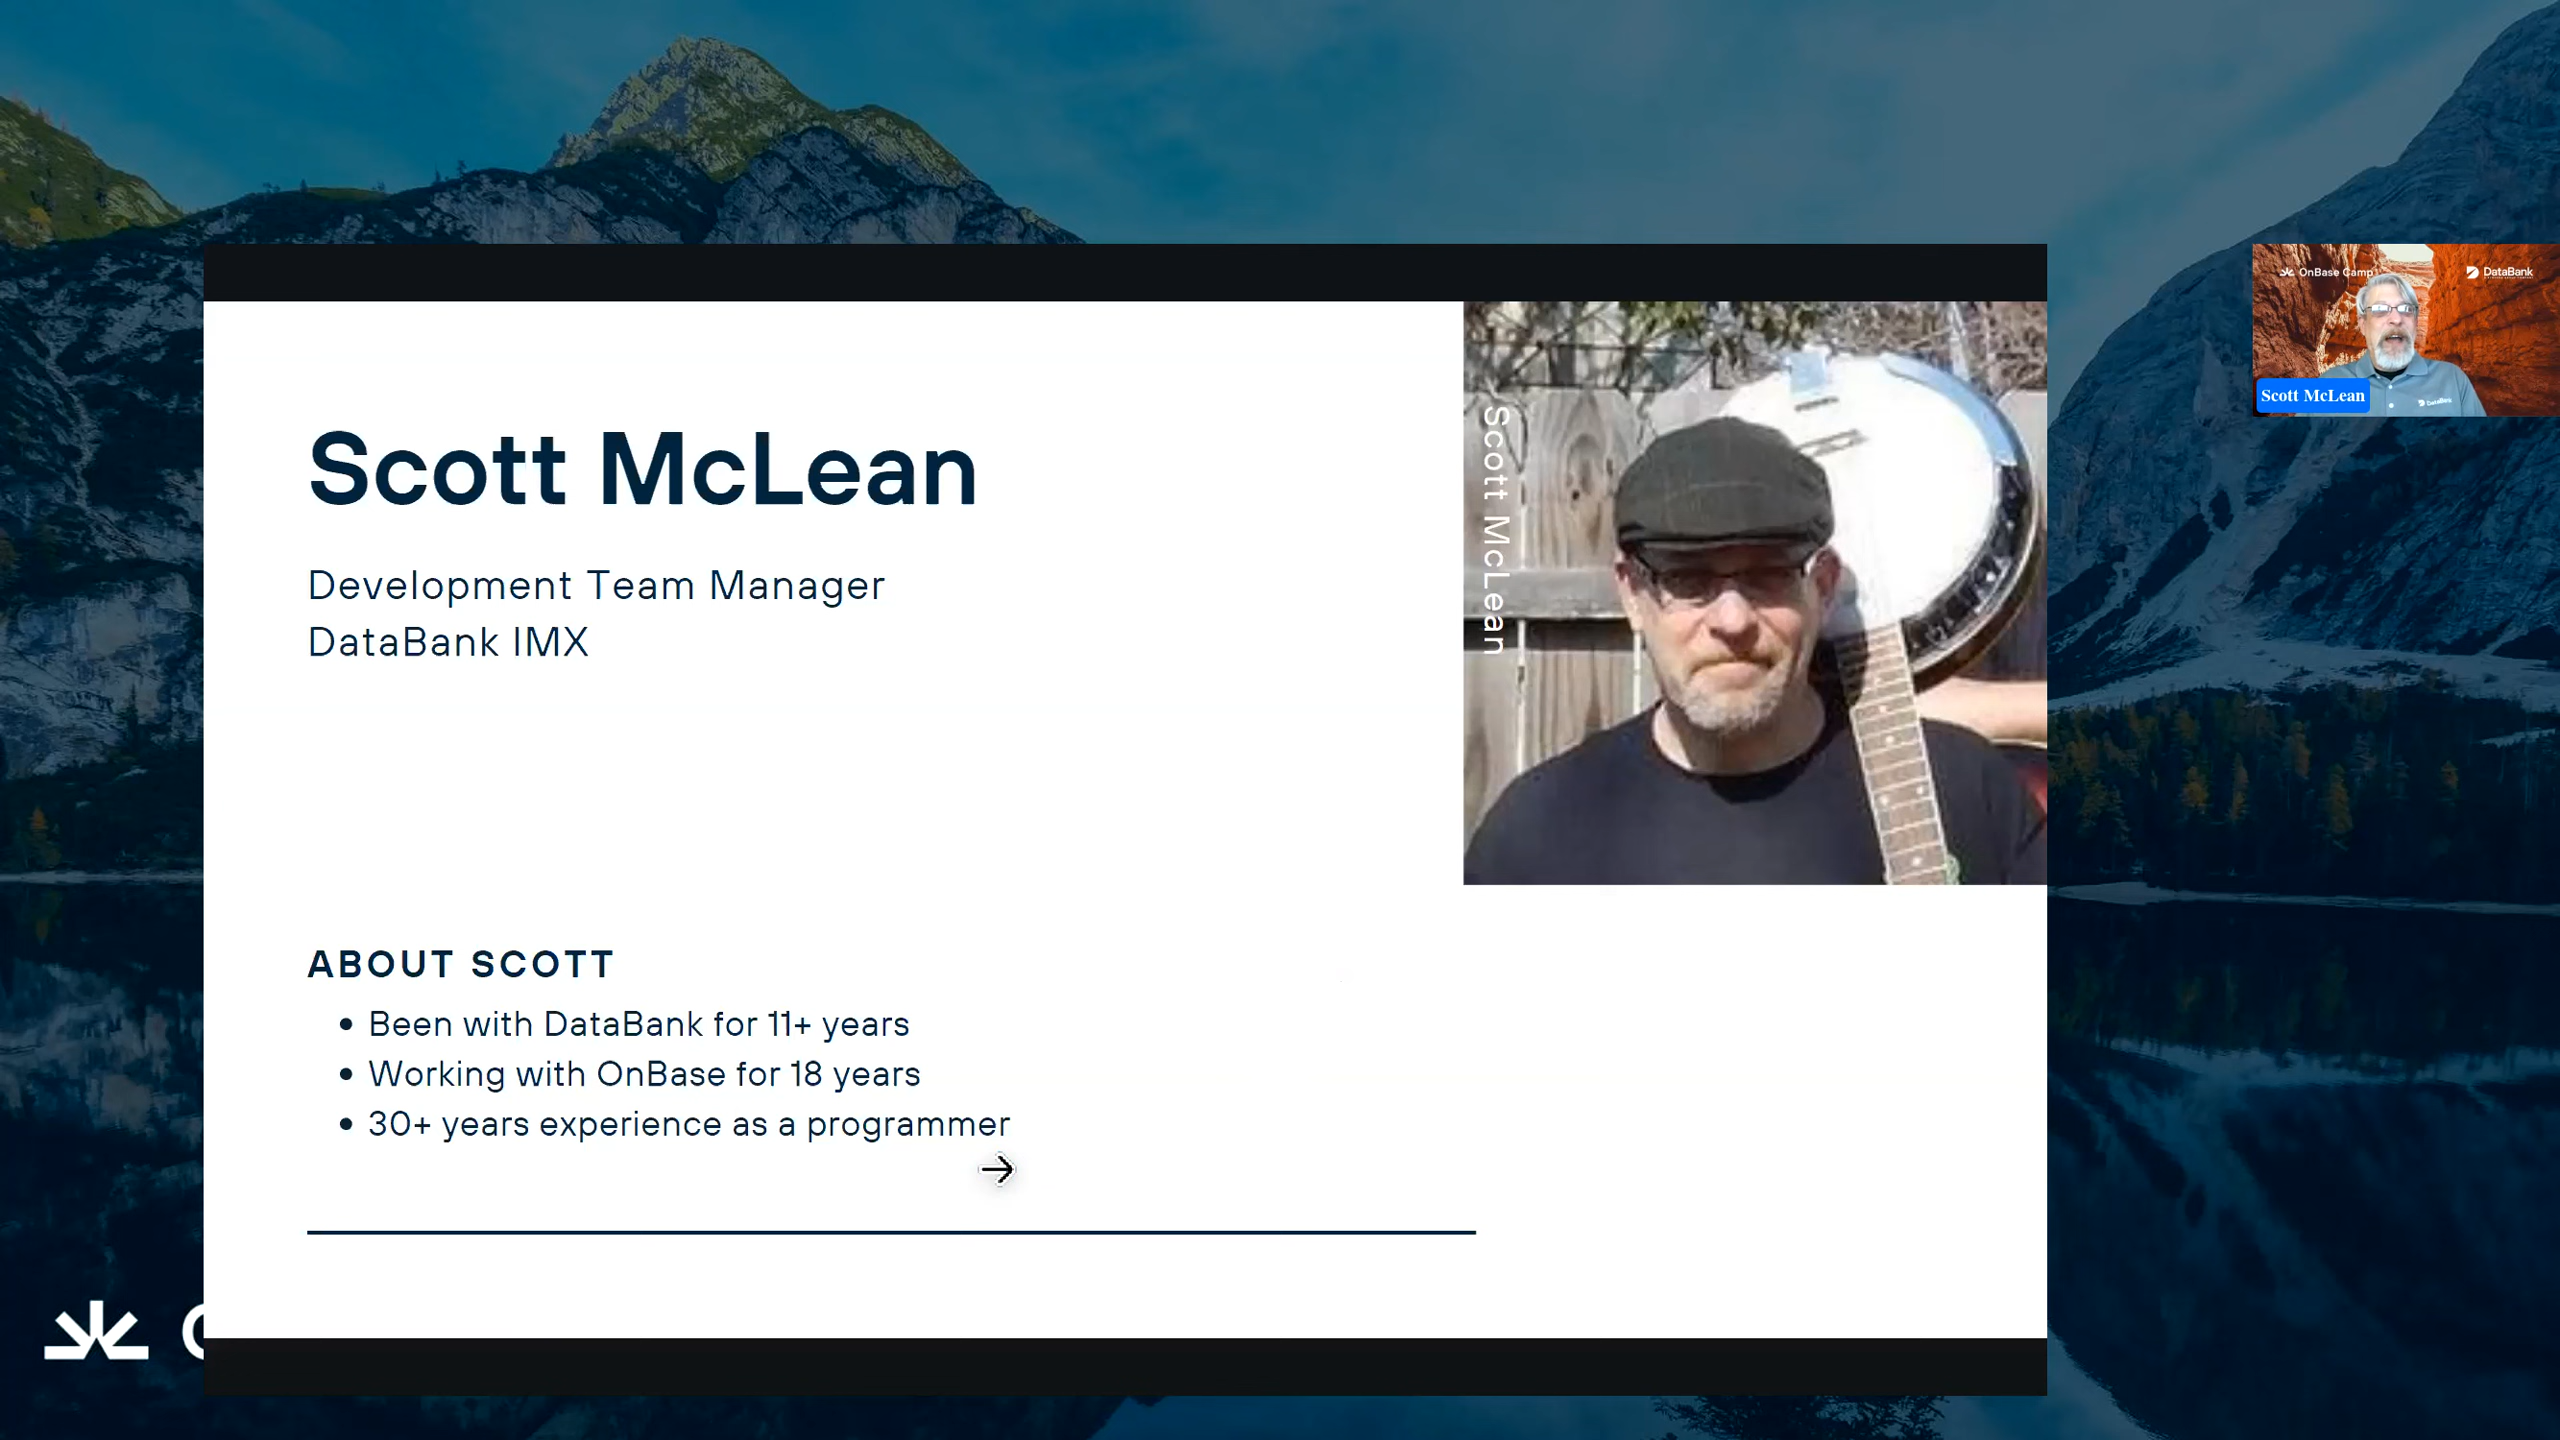 Scott McLean
Development Team Manager
DataBank IMX
Scott McLean
ABOUT SCOTT
• Been with DataBank for 11+ years
• Working with OnBase for 18 years
• 30+ years experience as a programmer
OnBase Camp
DataBank
Scott McLean
DataBank